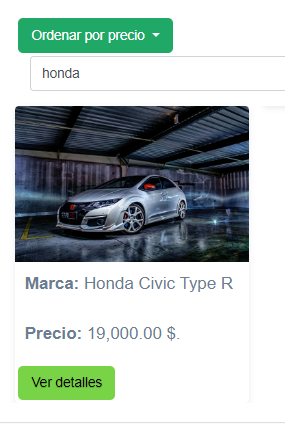 Ordenar por precio
honda
Marca: Honda Civic Type R
Precio: 19,000.00 $.
Ver detalles